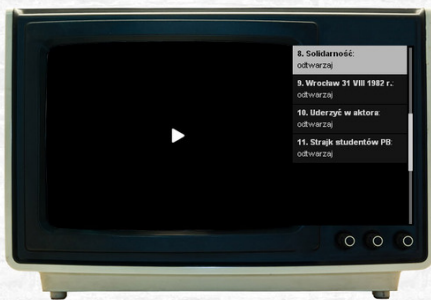 8. Solidarność:
odtwarzaj
9. Wrocław 31 VIII 1982 r.:
odtwarzaj
10. Uderzyć w aktora:
odtwarzaj
11. Strajk studentów PB:
odtwarzaj